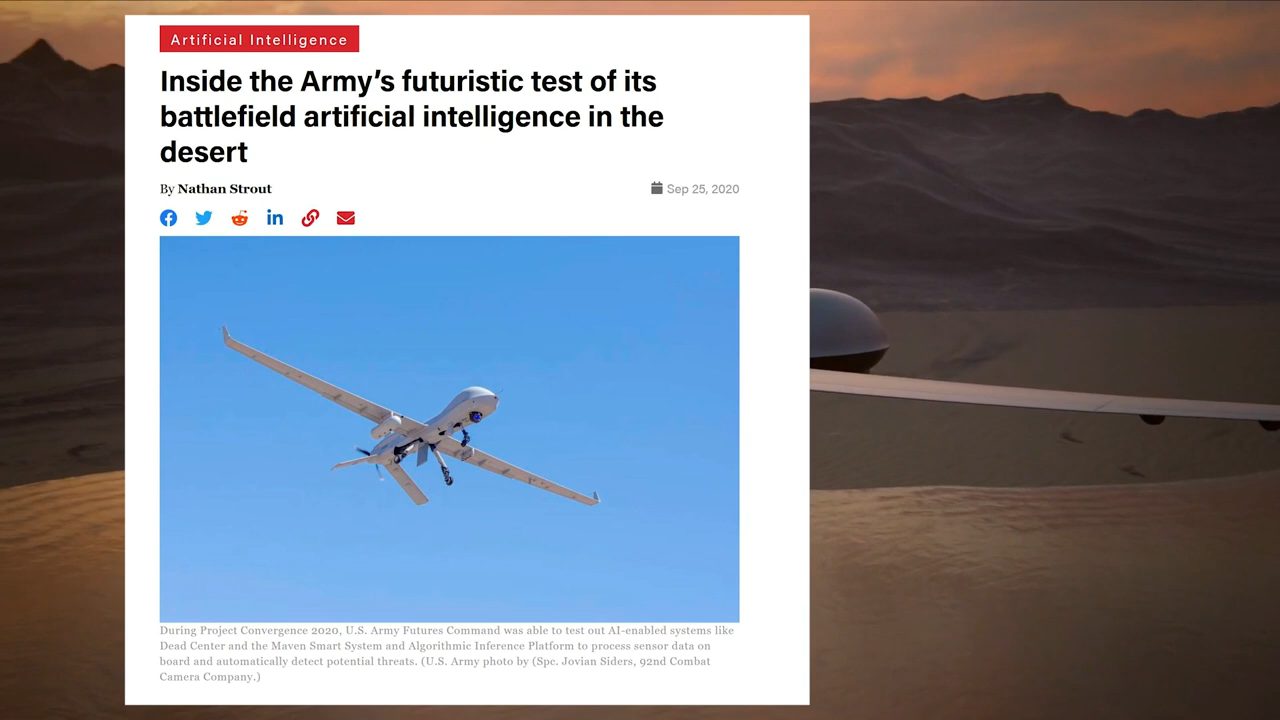 Artificial Intelligence
Inside the Army’s futuristic test of its
battlefield artificial intelligence in the
desert
By Nathan Strout
Sep 25, 2020
During Project Convergence 2020, U.S. Army Futures Command was able to test out AI-enabled systems like
Dead Center and the Maven Smart System and Algorithmic Inference Platform to process sensor data on
board and automatically detect potential threats. (U.S. Army photo by (Spc. Jovian Siders, 92nd Combat
Camera Company.)